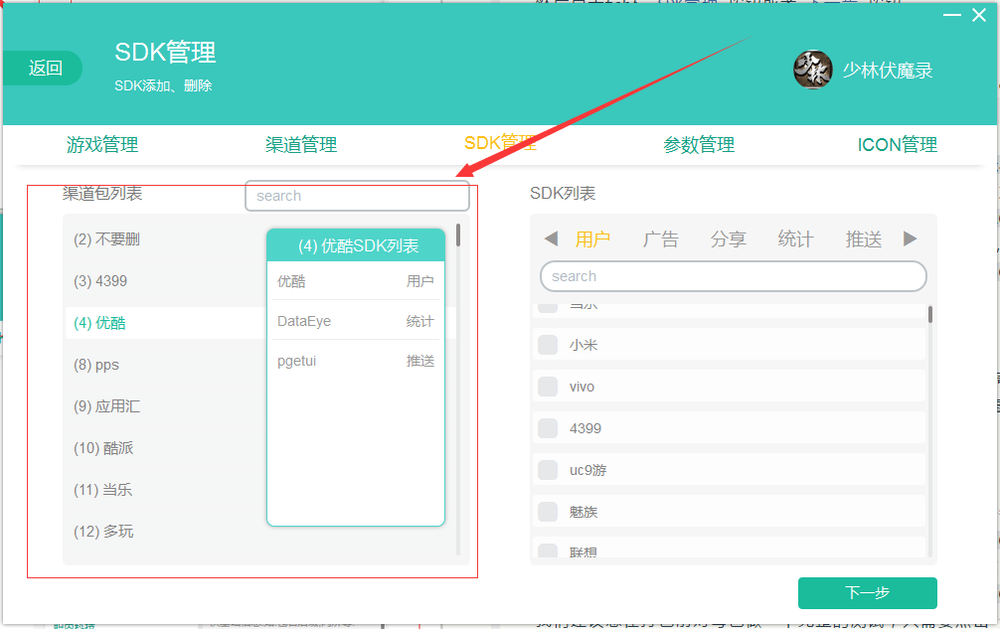 返回
SDK管理
SDK添加、删除
少林
少林伏魔录
游戏管理
渠道管理
SDK管理
参数管理
ICON管理
渠道包列表
search
(2) 不要删
(3) 4399
(4) 优酷
(8) pps
(9) 应用汇
(10) 酷派
(11) 当乐
(12) 多玩
(4) 优酷SDK列表
优酷 用户
DataEye 统计
pgetui 推送
SDK列表
用户 广告 分享 统计 推送
search
当乐
小米
vivo
4399
uc9游
魅族
联想
下一步